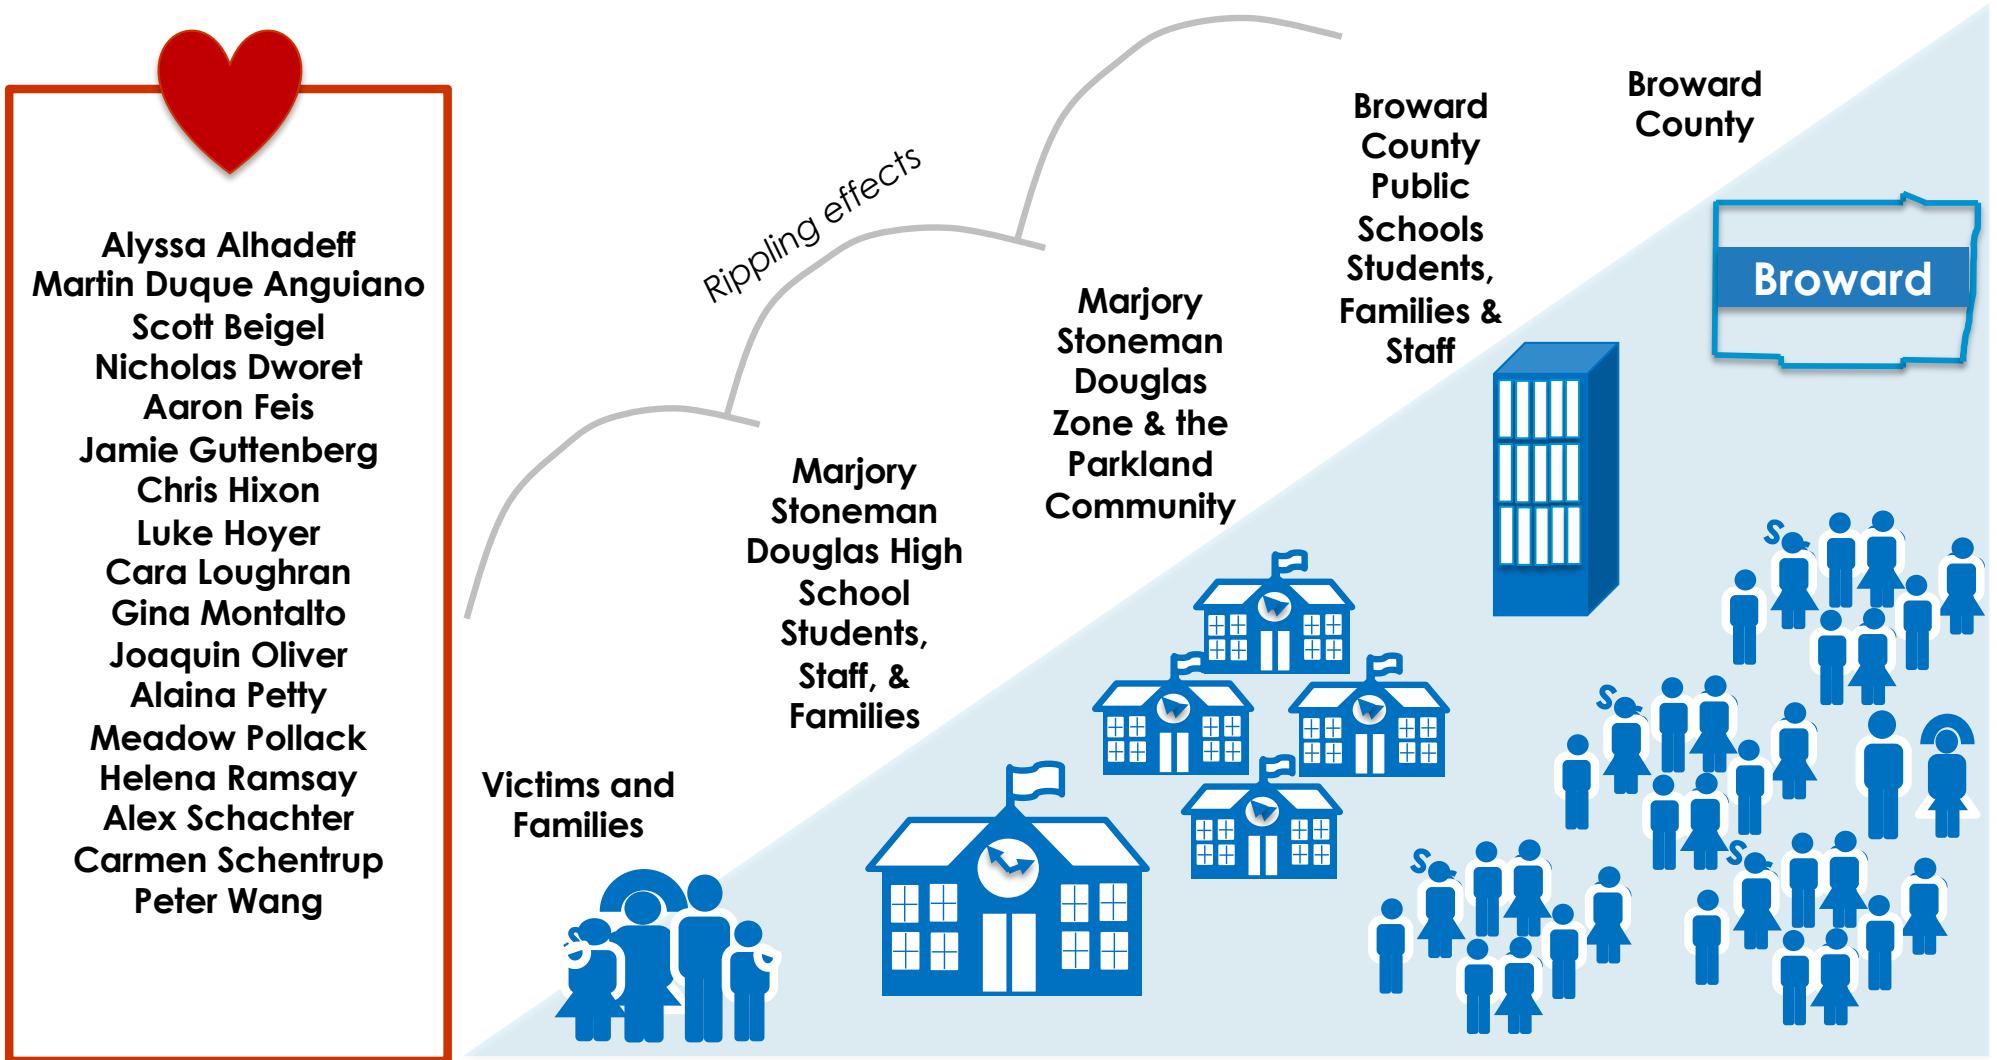 Alyssa Alhadeff
Martin Duque Anguiano
Scott Beigel
Nicholas Dworet
Aaron Feis
Jamie Guttenberg
Chris Hixon
Luke Hoyer
Cara Loughran
Gina Montalto
Joaquin Oliver
Alaina Petty
Meadow Pollack
Helena Ramsay
Alex Schachter
Carmen Schentrup
Peter Wang
Rippling effects
Victims and
Families
Marjory
Stoneman
Douglas High
School
Students,
Staff, &
Families
Marjory
Stoneman
Douglas
Zone & the
Parkland
Community
Broward
County
Public
Schools
Students,
Families &
Staff
Broward
County
Broward